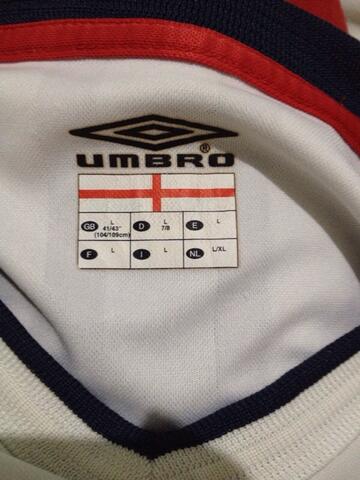 UMBRO®
GB L 41/43" (104/109cm) D L 7/8 E L
F L I L NL L/XL